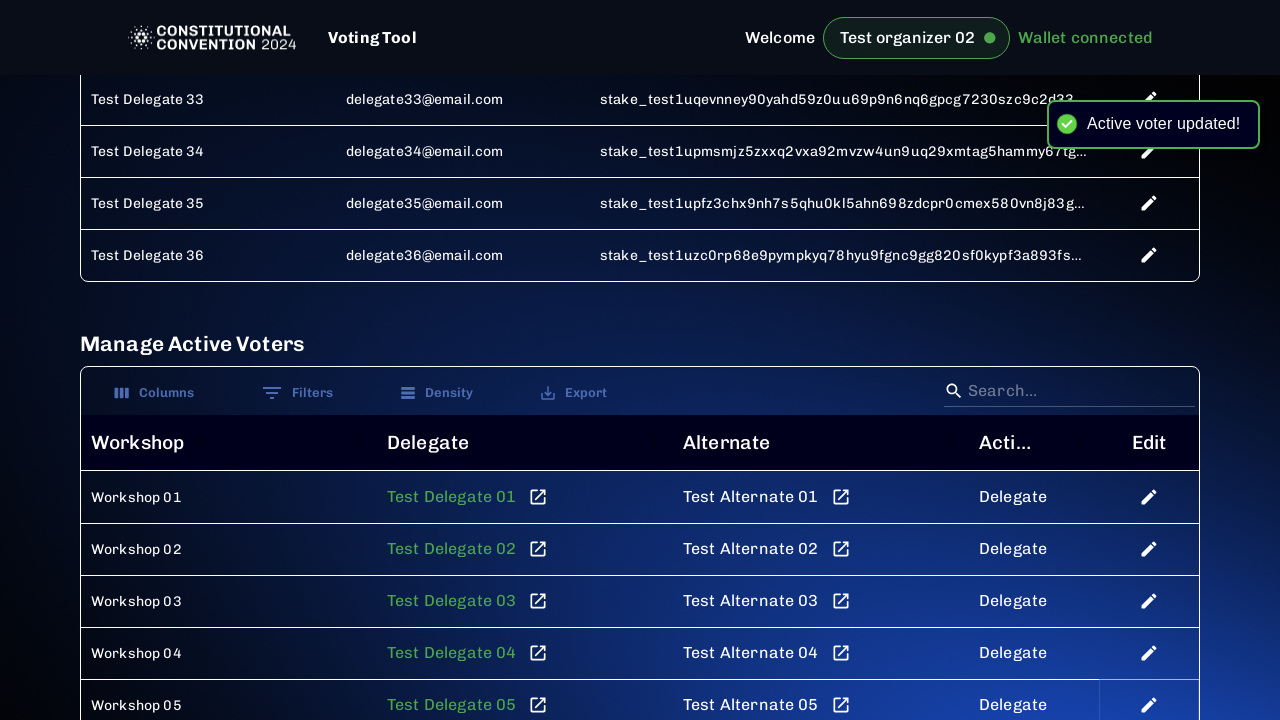 CONSTITUTIONAL
CONVENTION 2024
Voting Tool
Welcome
Test organizer 02
Wallet connected
Test Delegate 33 delegate33@email.com stake_test1uqevnney90yahd59z0uu69p9n6nq6gpcg7230szc9c2d33...
Active voter updated!
Test Delegate 34 delegate34@email.com stake_test1upmsmjz5zxxq2vxa92mvzw4un9uq29xmtag5hammy67tg...
Test Delegate 35 delegate35@email.com stake_test1upfz3chx9nh7s5qhu0kl5ahn698zdcpr0cmex580vn8j83g...
Test Delegate 36 delegate36@email.com stake_test1uzc0rp68e9pympkyq78hyu9fgnc9gg820sf0kypf3a893fs...
Manage Active Voters
Columns Filters Density Export Search...
Workshop Delegate Alternate Acti... Edit
Workshop 01 Test Delegate 01 Test Alternate 01 Delegate
Workshop 02 Test Delegate 02 Test Alternate 02 Delegate
Workshop 03 Test Delegate 03 Test Alternate 03 Delegate
Workshop 04 Test Delegate 04 Test Alternate 04 Delegate
Workshop 05 Test Delegate 05 Test Alternate 05 Delegate